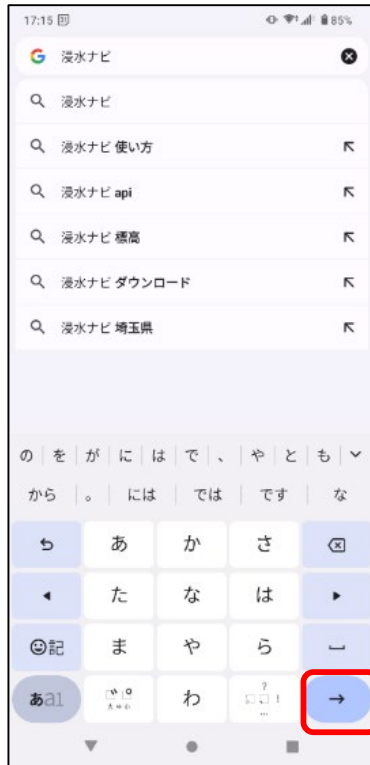 17:15 31 85%
浸水ナビ
浸水ナビ
浸水ナビ 使い方
浸水ナビ api
浸水ナビ 標高
浸水ナビ ダウンロード
浸水ナビ 埼玉県
の を が に は で 、 や と も
から 。 には では です な
あ か さ
た な は
記 ま や ら
あa1 大⇔小 わ ? ! …